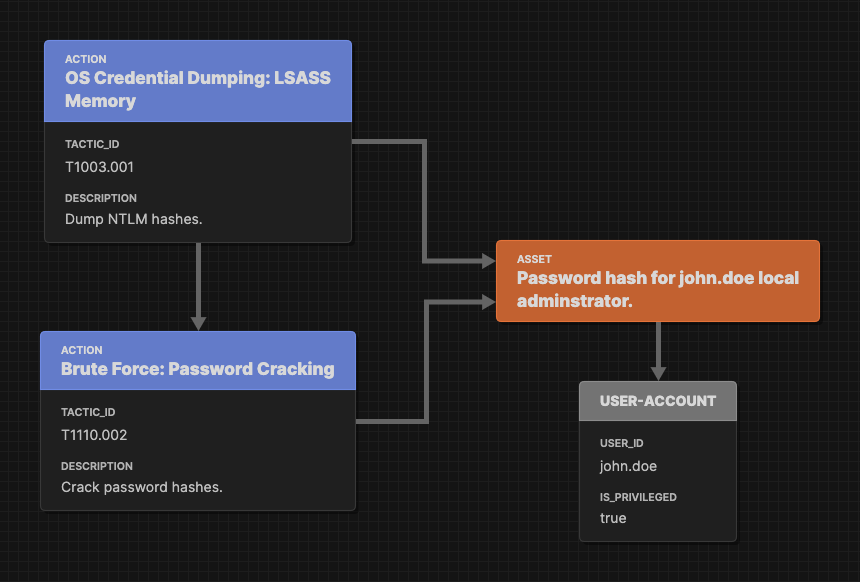 ACTION
OS Credential Dumping: LSASS
Memory
TACTIC_ID
T1003.001
DESCRIPTION
Dump NTLM hashes.
ACTION
Brute Force: Password Cracking
TACTIC_ID
T1110.002
DESCRIPTION
Crack password hashes.
ASSET
Password hash for john.doe local
adminstrator.
USER-ACCOUNT
USER_ID
john.doe
IS_PRIVILEGED
true